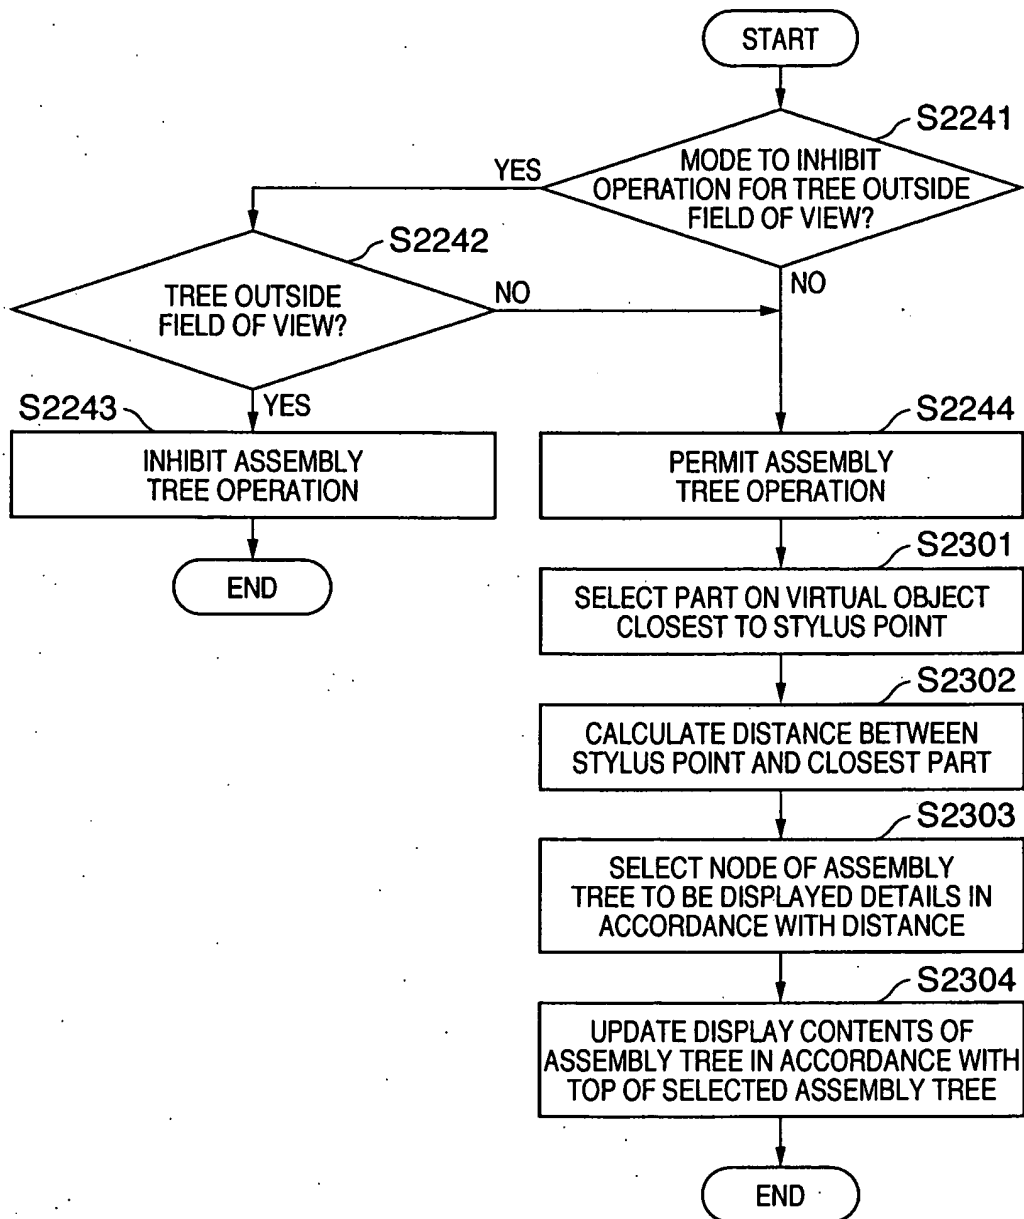 START
S2241
MODE TO INHIBIT
OPERATION FOR TREE OUTSIDE
FIELD OF VIEW?
YES
NO
S2242
TREE OUTSIDE
FIELD OF VIEW?
NO
YES
S2243
INHIBIT ASSEMBLY
TREE OPERATION
END
S2244
PERMIT ASSEMBLY
TREE OPERATION
S2301
SELECT PART ON VIRTUAL OBJECT
CLOSEST TO STYLUS POINT
S2302
CALCULATE DISTANCE BETWEEN
STYLUS POINT AND CLOSEST PART
S2303
SELECT NODE OF ASSEMBLY
TREE TO BE DISPLAYED DETAILS IN
ACCORDANCE WITH DISTANCE
S2304
UPDATE DISPLAY CONTENTS OF
ASSEMBLY TREE IN ACCORDANCE WITH
TOP OF SELECTED ASSEMBLY TREE
END